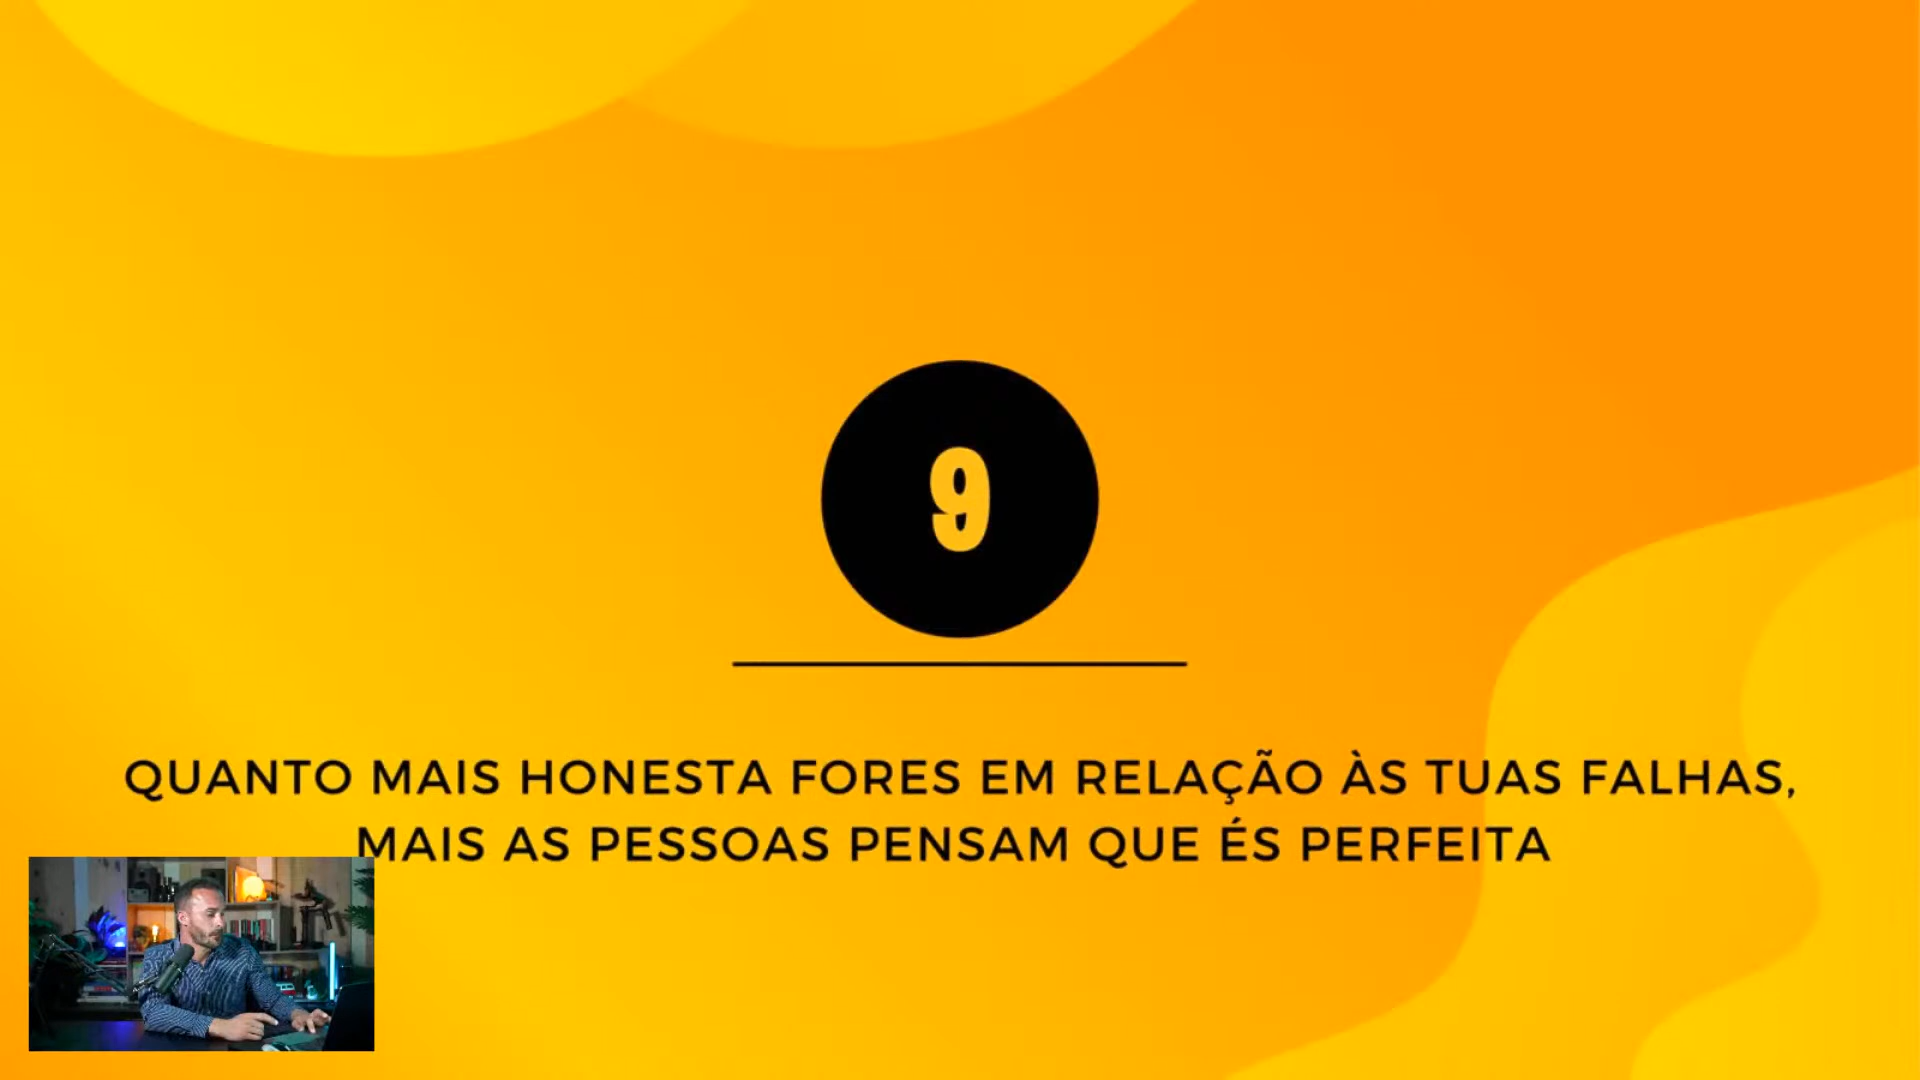 9
QUANTO MAIS HONESTA FORES EM RELAÇÃO ÀS TUAS FALHAS,
MAIS AS PESSOAS PENSAM QUE ÉS PERFEITA